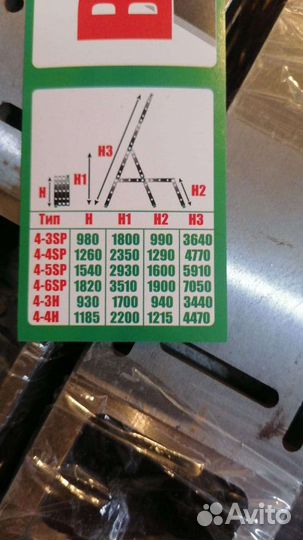 B
H3
H1
H
H2
Тип H H1 H2 H3
4-3SP 980 1800 990 3640
4-4SP 1260 2350 1290 4770
4-5SP 1540 2930 1600 5910
4-6SP 1820 3510 1900 7050
4-3H 930 1700 940 3440
4-4H 1185 2200 1215 4470
Avito